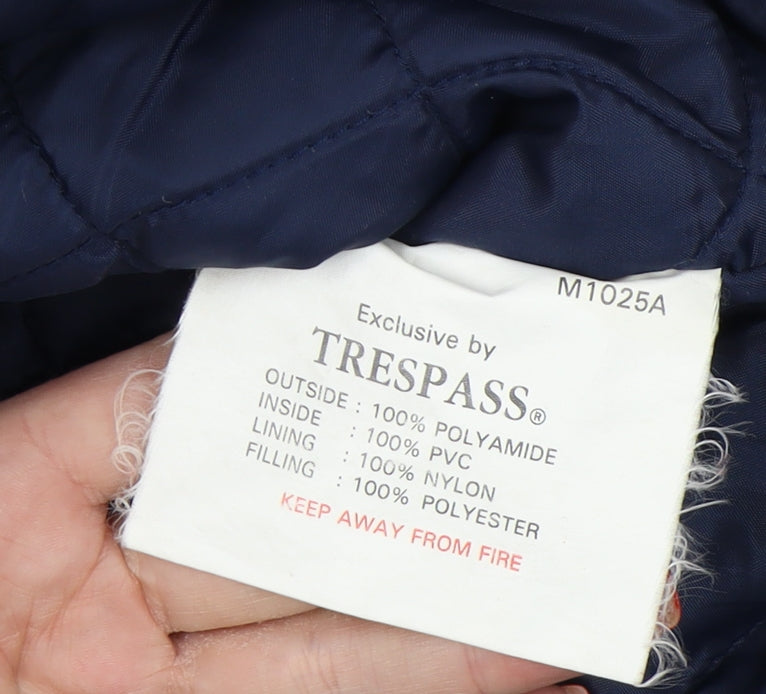 M1025A
Exclusive by
TRESPASS®
OUTSIDE : 100% POLYAMIDE
INSIDE : 100% PVC
LINING : 100% NYLON
FILLING : 100% POLYESTER
KEEP AWAY FROM FIRE